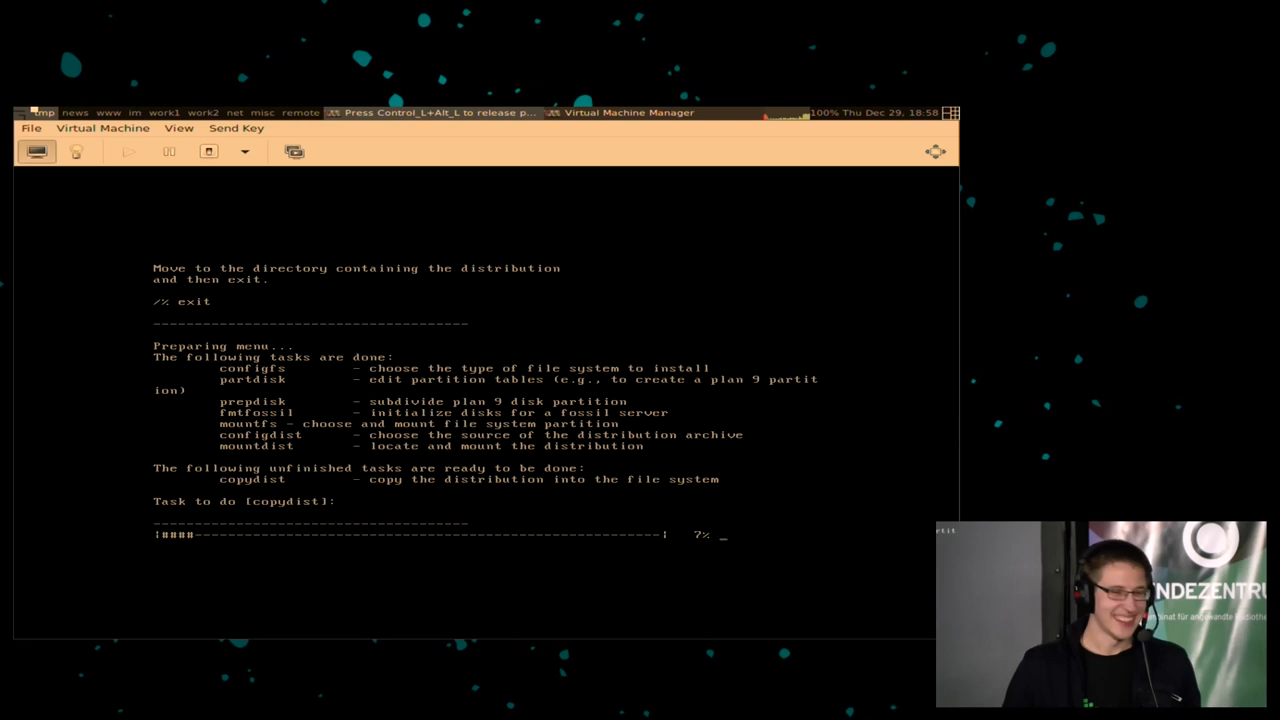 tmp news www im work1 work2 net misc remote Press Control_L+Alt_L to release p... Virtual Machine Manager 100% Thu Dec 29, 18:58
File Virtual Machine View Send Key
Move to the directory containing the distribution
and then exit.
/% exit
--------------------------------------
Preparing menu...
The following tasks are done:
configfs - choose the type of file system to install
partdisk - edit partition tables (e.g., to create a plan 9 partit
ion)
prepdisk - subdivide plan 9 disk partition
fmtfossil - initialize disks for a fossil server
mountfs - choose and mount file system partition
configdist - choose the source of the distribution archive
mountdist - locate and mount the distribution
The following unfinished tasks are ready to be done:
copydist - copy the distribution into the file system
Task to do [copydist]:
--------------------------------------
7% _
artit
NDEZENTRU
mbinat für angewandte Radiotha